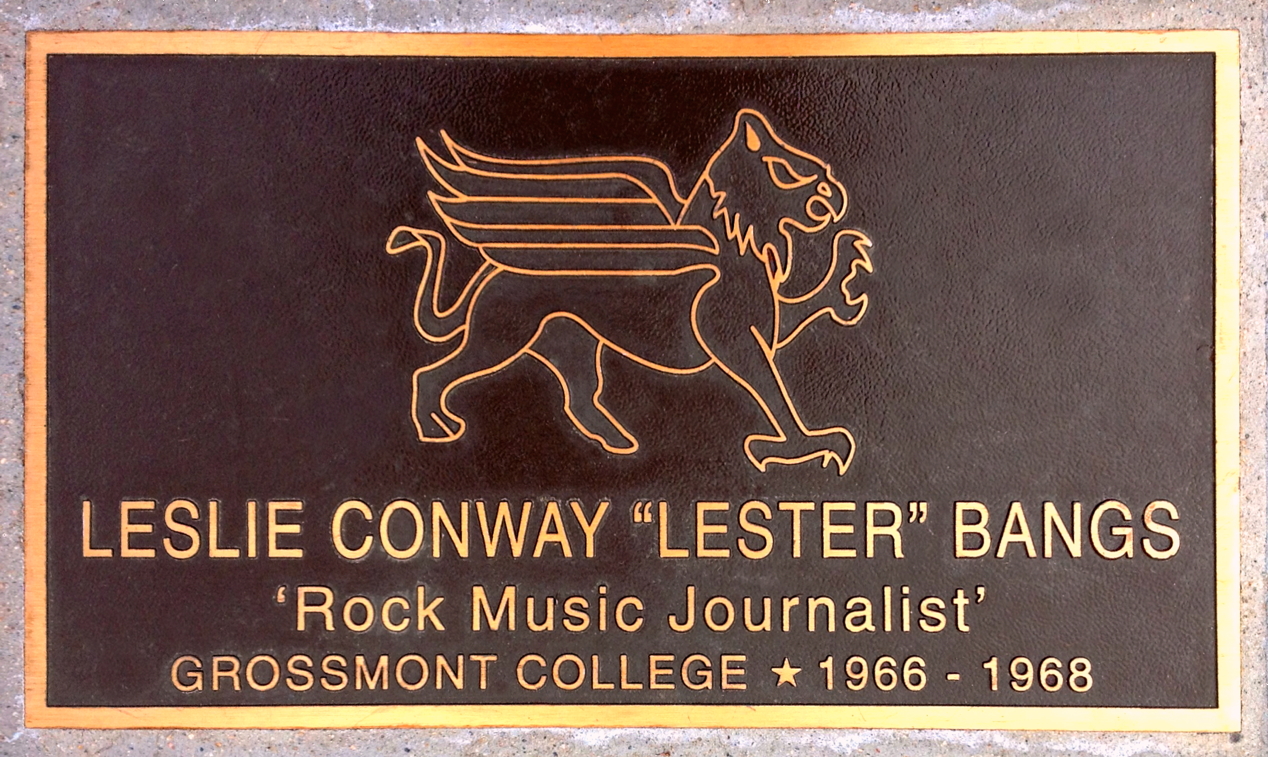 LESLIE CONWAY “LESTER” BANGS
‘Rock Music Journalist’
GROSSMONT COLLEGE ★ 1966 - 1968